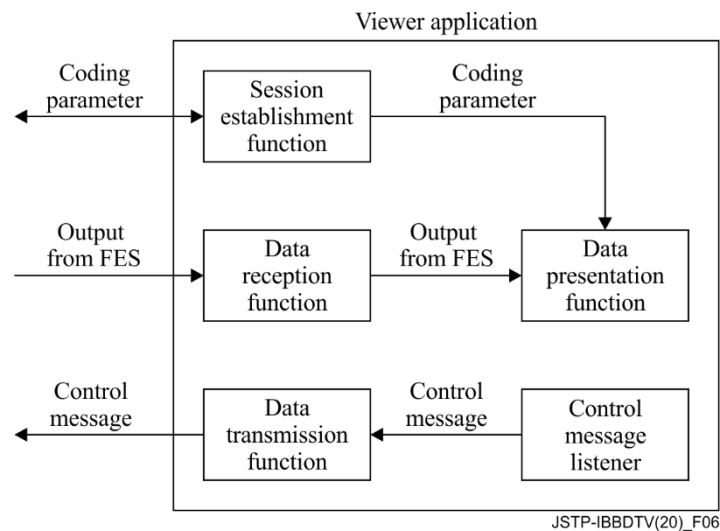 Viewer application
Coding
parameter
Session
establishment
function
Coding
parameter
Output
from FES
Data
reception
function
Output
from FES
Data
presentation
function
Control
message
Data
transmission
function
Control
message
Control
message
listener
JSTP-IBBDTV(20)_F06